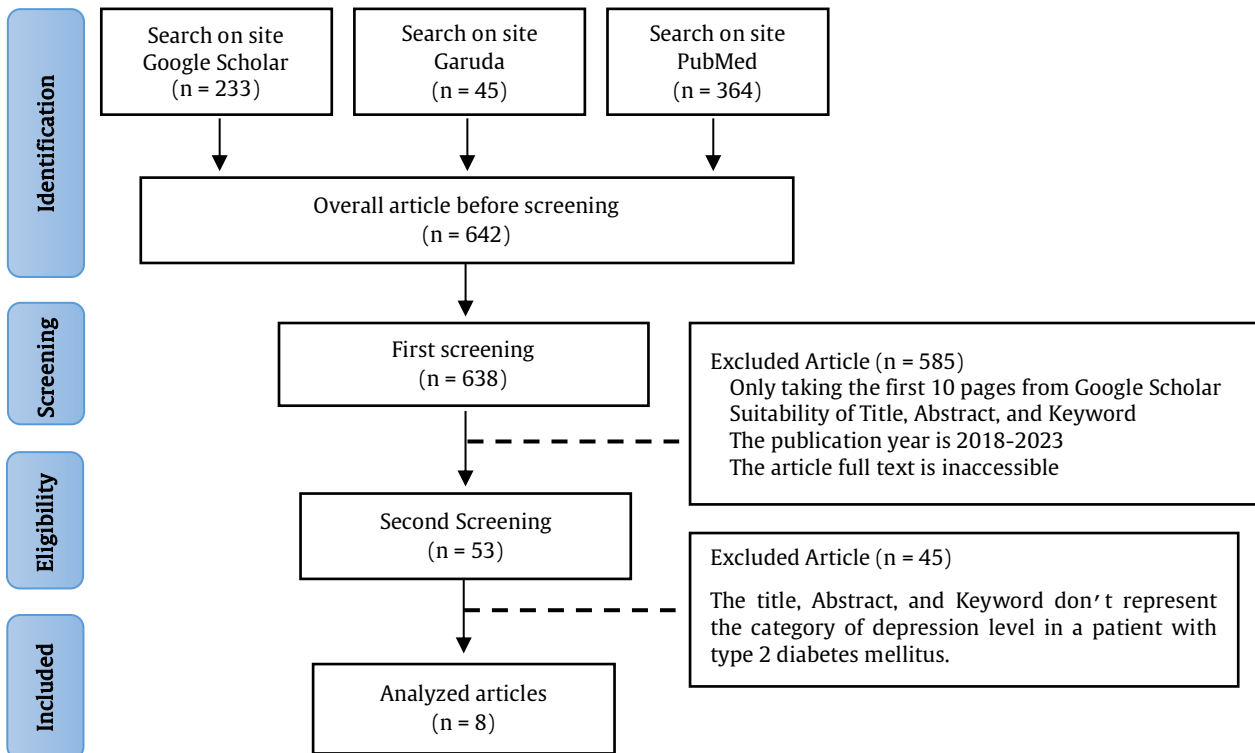 Identification
Search on site
Google Scholar
(n = 233)
Search on site
Garuda
(n = 45)
Search on site
PubMed
(n = 364)
Overall article before screening
(n = 642)
Screening
First screening
(n = 638)
Excluded Article (n = 585)
Only taking the first 10 pages from Google Scholar
Suitability of Title, Abstract, and Keyword
The publication year is 2018-2023
The article full text is inaccessible
Eligibility
Second Screening
(n = 53)
Excluded Article (n = 45)
The title, Abstract, and Keyword don't represent
the category of depression level in a patient with
type 2 diabetes mellitus.
Included
Analyzed articles
(n = 8)